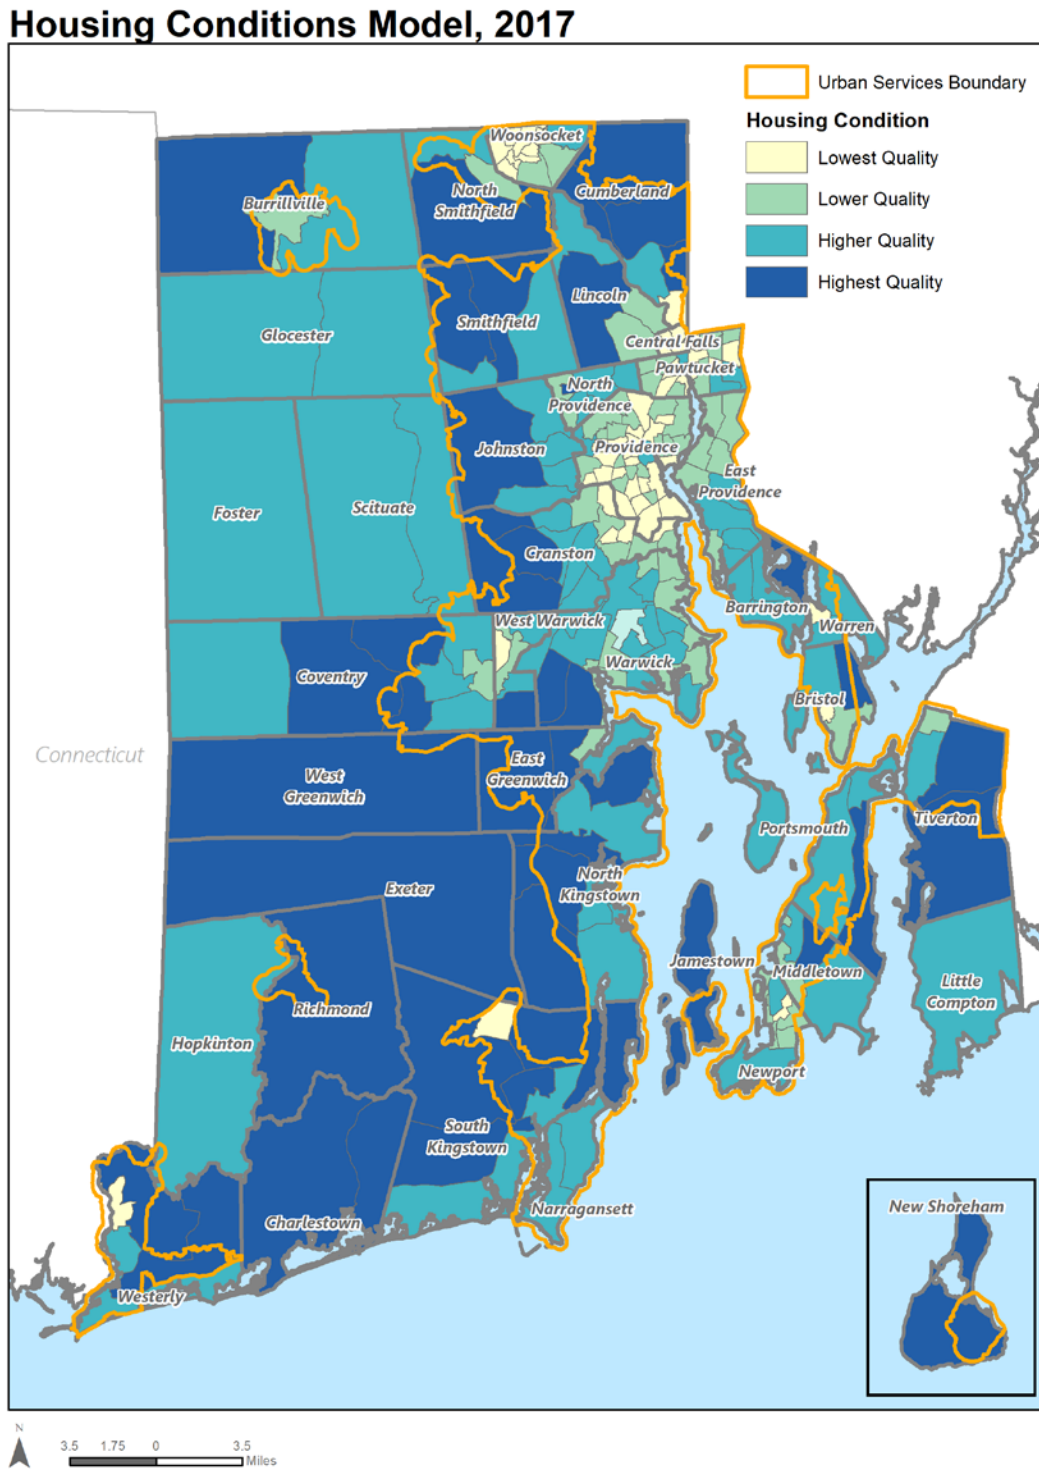 Housing Conditions Model, 2017
Urban Services Boundary
Housing Condition
Lowest Quality
Lower Quality
Higher Quality
Highest Quality
Woonsocket
North
Smithfield
Cumberland
Burrillville
Lincoln
Smithfield
Glocester
Central Falls
Pawtucket
North
Providence
Johnston
Providence
East
Providence
Foster
Scituate
Cranston
Barrington
Warren
West Warwick
Warwick
Coventry
Bristol
Connecticut
West
Greenwich
East
Greenwich
Portsmouth
Tiverton
Exeter
North
Kingstown
Jamestown
Middletown
Little
Compton
Richmond
Hopkinton
Newport
South
Kingstown
Narragansett
Charlestown
Westerly
New Shoreham
N
3.5 1.75 0 3.5
Miles